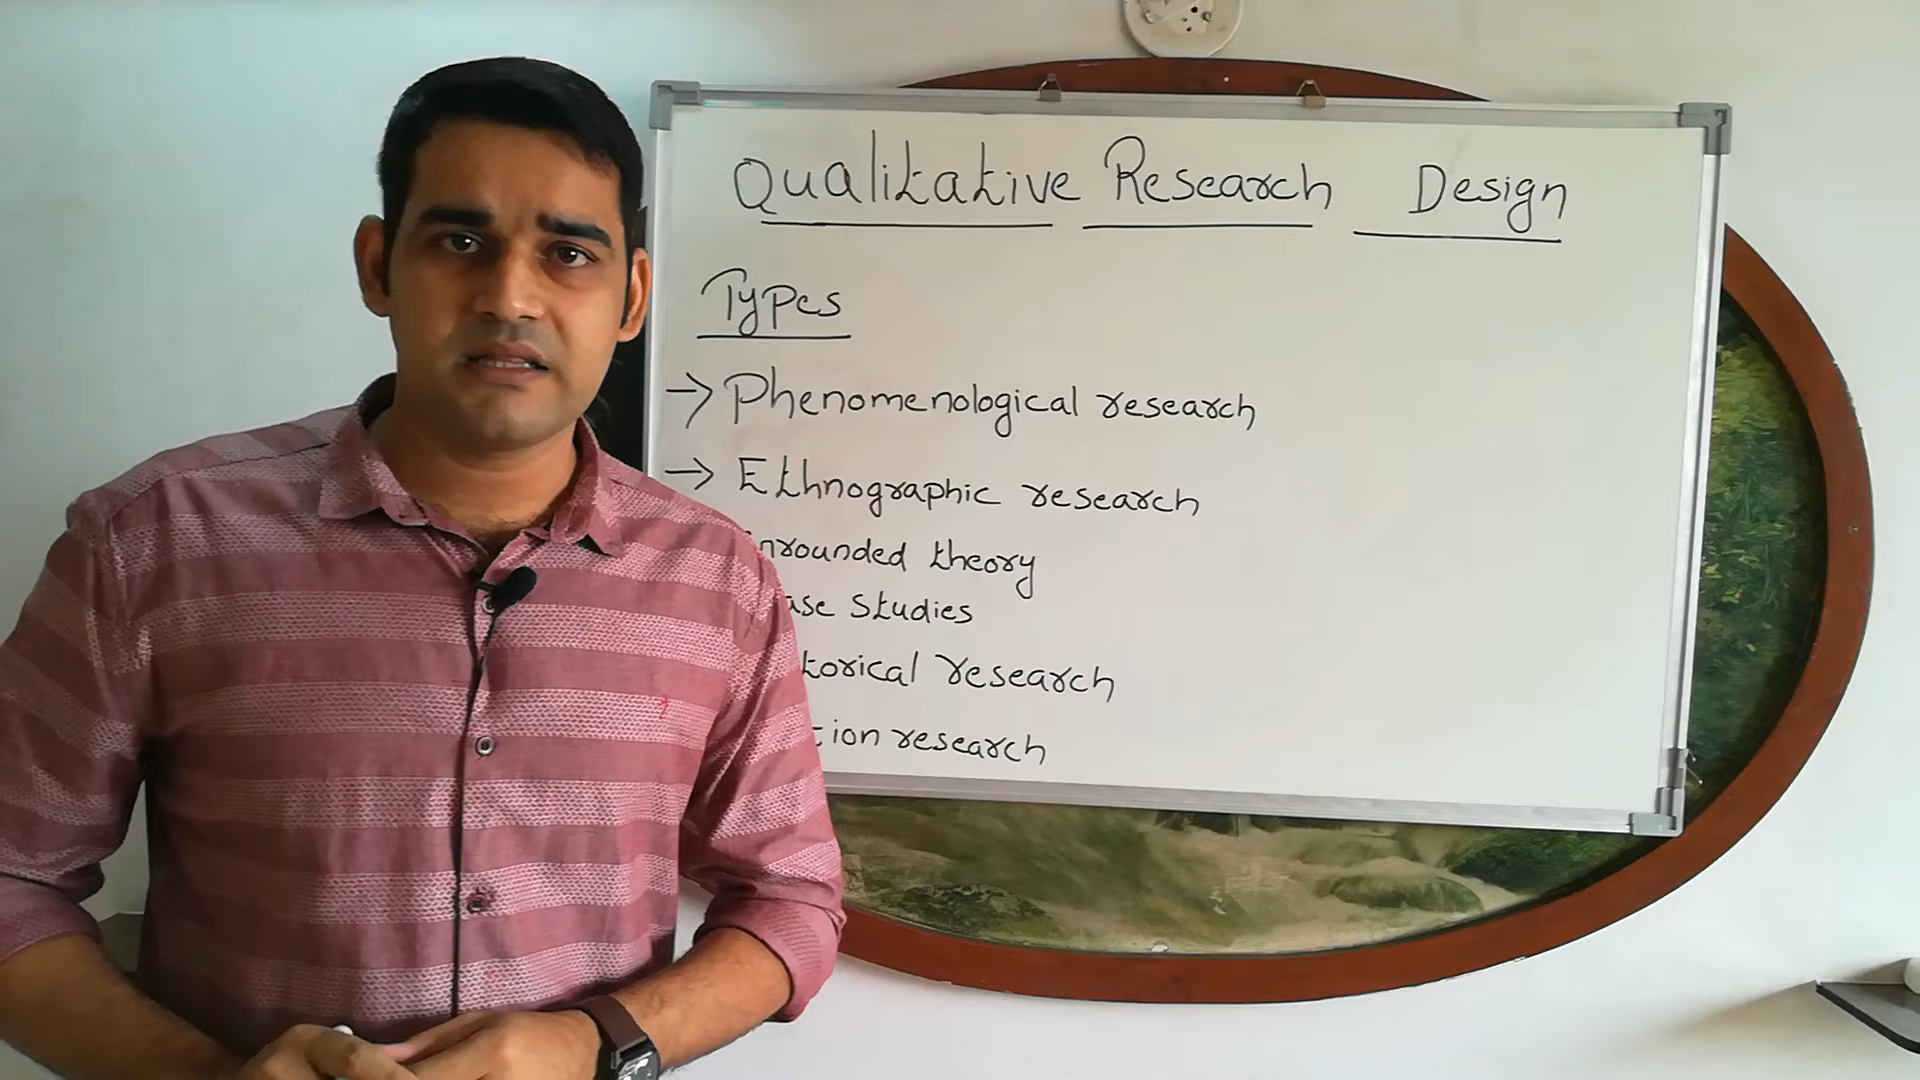 Qualitative Research Design
Types
→ Phenomenological research
→ Ethnographic research
rounded theory
ase studies
torical research
tion research